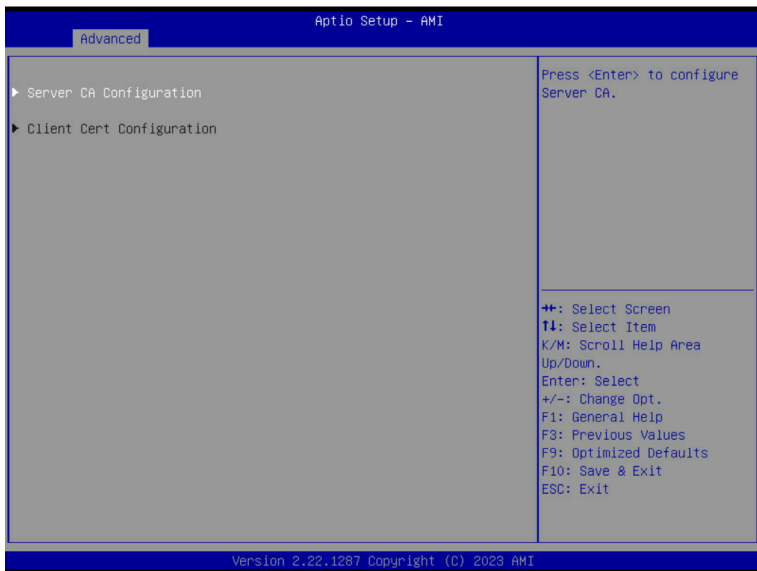 Aptio Setup – AMI
Advanced
▶ Server CA Configuration
▶ Client Cert Configuration
Press <Enter> to configure
Server CA.
→←: Select Screen
↑↓: Select Item
K/M: Scroll Help Area
Up/Down.
Enter: Select
+/-: Change Opt.
F1: General Help
F3: Previous Values
F9: Optimized Defaults
F10: Save & Exit
ESC: Exit
Version 2.22.1287 Copyright (C) 2023 AMI